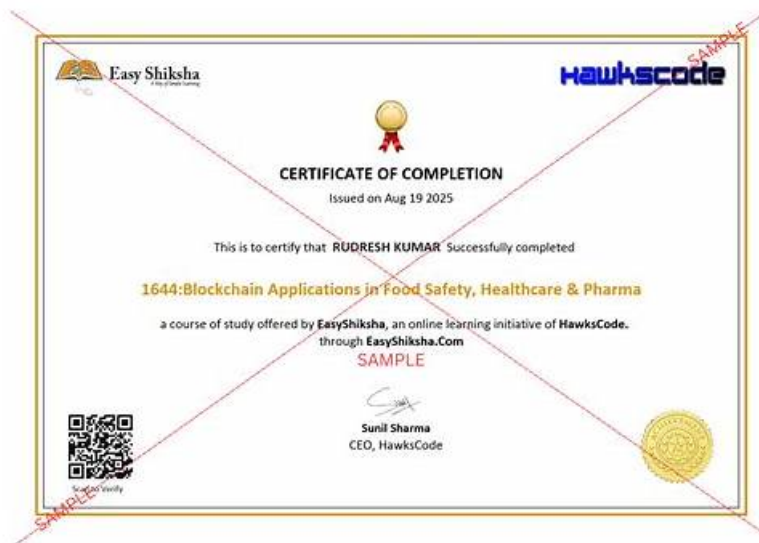 SAMPLE
Easy Shiksha
HAWKSCODE
CERTIFICATE OF COMPLETION
Issued on Aug 19 2025
This is to certify that RUDRESH KUMAR Successfully completed
1644:Blockchain Applications in Food Safety, Healthcare & Pharma
a course of study offered by EasyShiksha, an online learning initiative of HawksCode.
through EasyShiksha.Com
SAMPLE
Sunil Sharma
CEO, HawksCode
Scan to Verify
SAMPLE